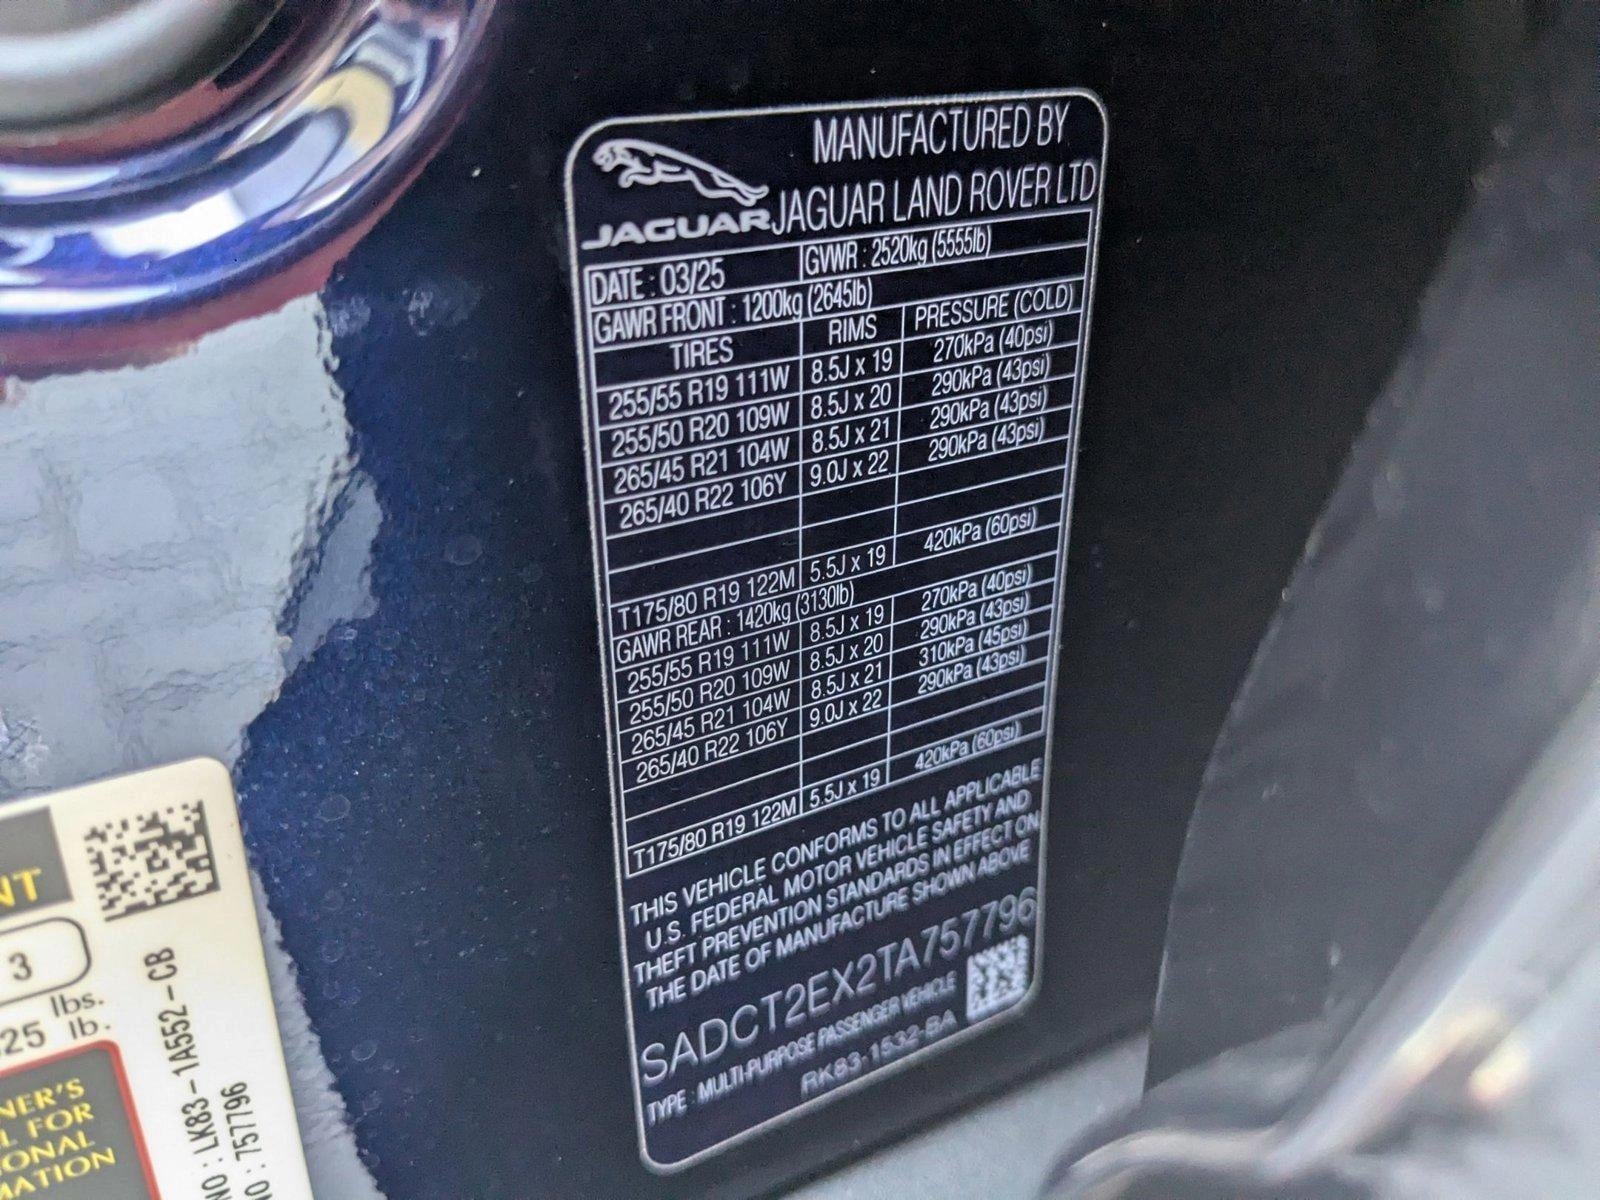 MANUFACTURED BY
JAGUAR JAGUAR LAND ROVER LTD
DATE : 03/25 GVWR : 2520kg (5555lb)
GAWR FRONT : 1200kg (2645lb)
TIRES RIMS PRESSURE (COLD)
255/55 R19 111W 8.5J x 19 270kPa (40psi)
255/50 R20 109W 8.5J x 20 290kPa (43psi)
265/45 R21 104W 8.5J x 21 290kPa (43psi)
265/40 R22 106Y 9.0J x 22 290kPa (43psi)
T175/80 R19 122M 5.5J x 19 420kPa (60psi)
GAWR REAR : 1420kg (3130lb)
255/55 R19 111W 8.5J x 19 270kPa (40psi)
255/50 R20 109W 8.5J x 20 290kPa (43psi)
265/45 R21 104W 8.5J x 21 310kPa (45psi)
265/40 R22 106Y 9.0J x 22 290kPa (43psi)
T175/80 R19 122M 5.5J x 19 420kPa (60psi)
THIS VEHICLE CONFORMS TO ALL APPLICABLE
U.S. FEDERAL MOTOR VEHICLE SAFETY AND
THEFT PREVENTION STANDARDS IN EFFECT ON
THE DATE OF MANUFACTURE SHOWN ABOVE
SADCT2EX2TA757796
TYPE : MULTI-PURPOSE PASSENGER VEHICLE
RK83-1532-BA
NT
3
lbs.
25 lb.
NER'S
L FOR
IONAL
MATION
NO : LK83-1A552-CB
NO : 757796